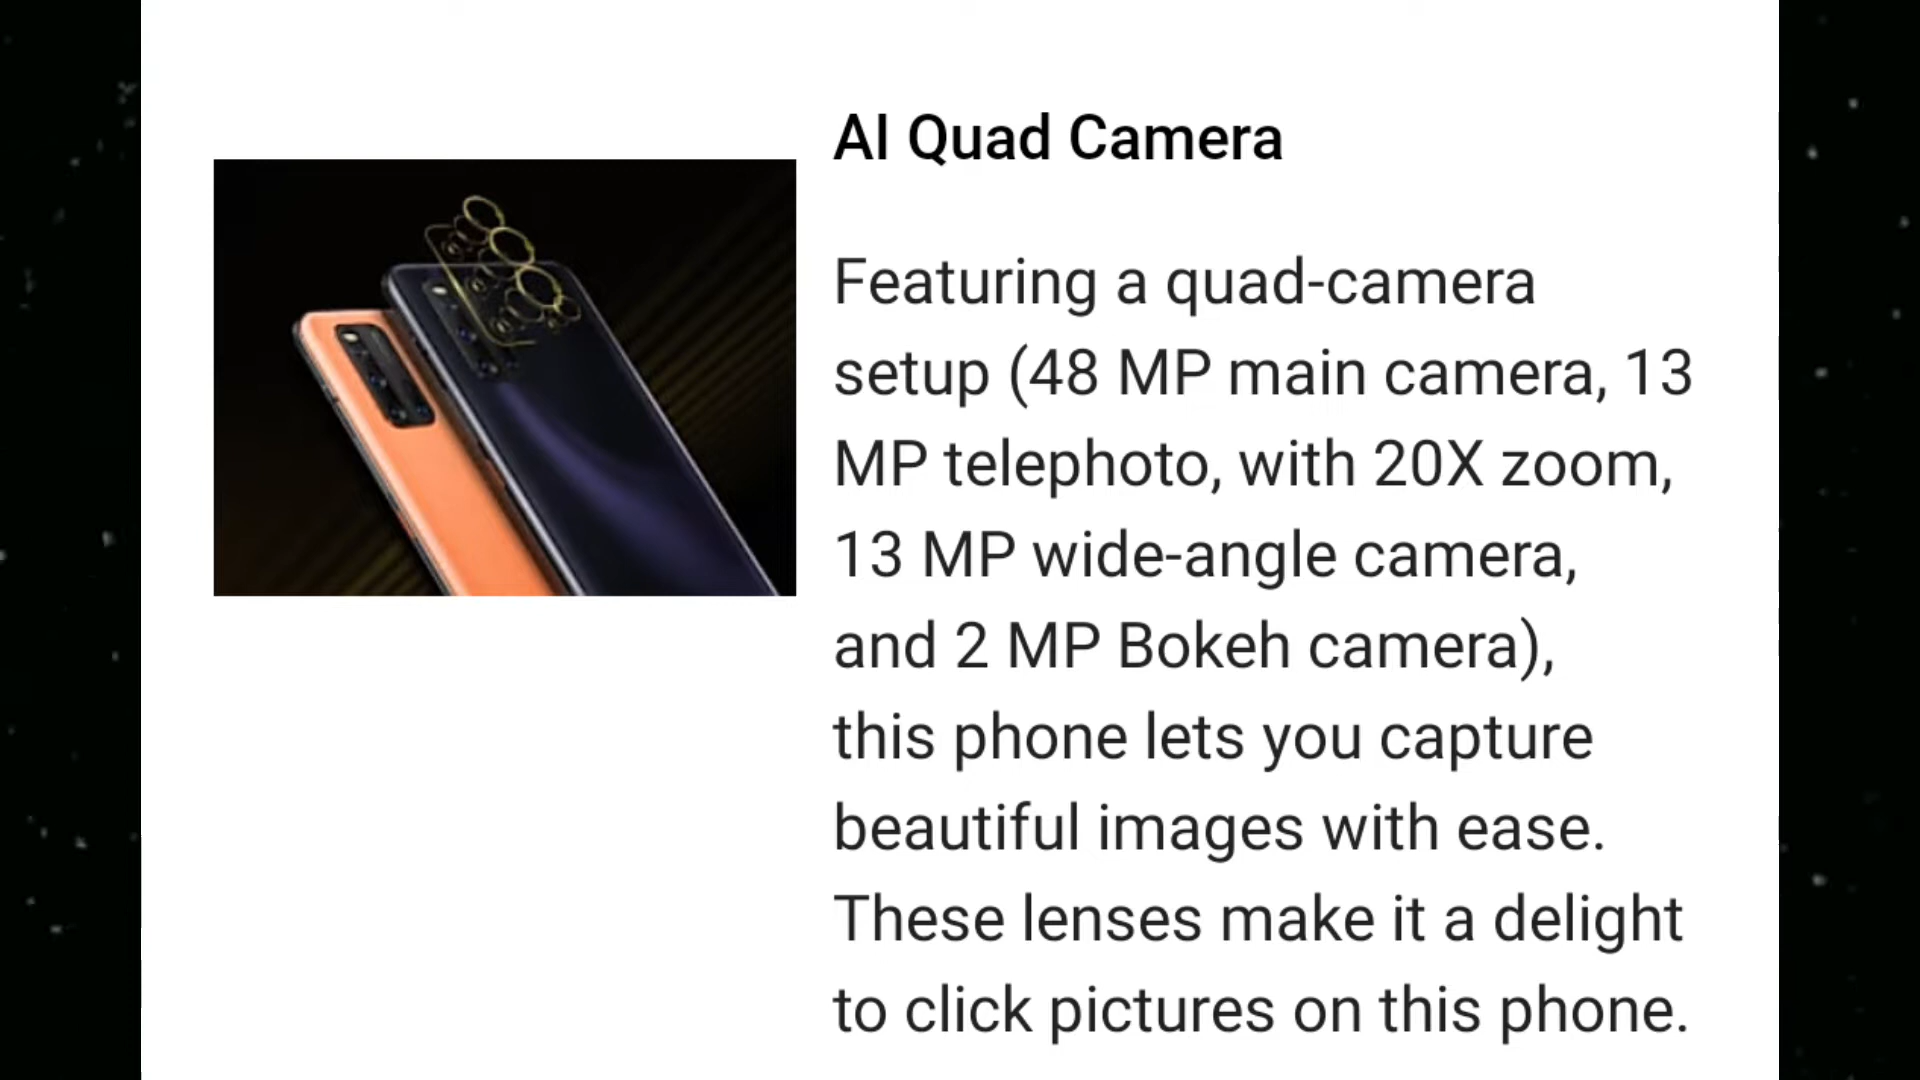 AI Quad Camera
Featuring a quad-camera
setup (48 MP main camera, 13
MP telephoto, with 20X zoom,
13 MP wide-angle camera,
and 2 MP Bokeh camera),
this phone lets you capture
beautiful images with ease.
These lenses make it a delight
to click pictures on this phone.